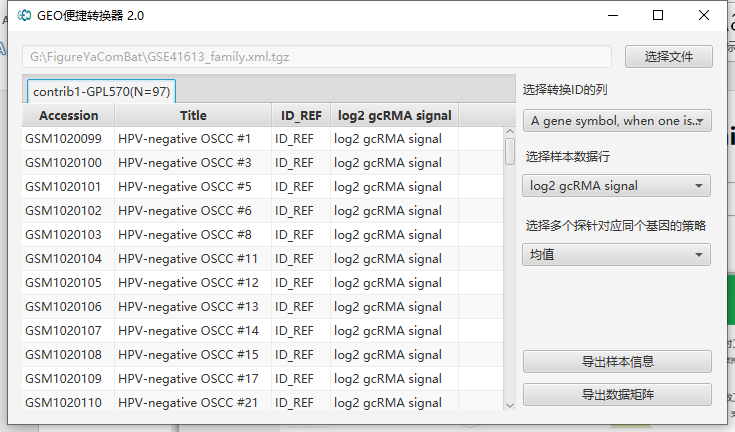 GEO便捷转换器 2.0
G:\FigureYaComBat\GSE41613_family.xml.tgz
选择文件
contrib1-GPL570(N=97)
Accession Title ID_REF log2 gcRMA signal
GSM1020099 HPV-negative OSCC #1 ID_REF log2 gcRMA signal
GSM1020100 HPV-negative OSCC #3 ID_REF log2 gcRMA signal
GSM1020101 HPV-negative OSCC #5 ID_REF log2 gcRMA signal
GSM1020102 HPV-negative OSCC #6 ID_REF log2 gcRMA signal
GSM1020103 HPV-negative OSCC #8 ID_REF log2 gcRMA signal
GSM1020104 HPV-negative OSCC #11 ID_REF log2 gcRMA signal
GSM1020105 HPV-negative OSCC #12 ID_REF log2 gcRMA signal
GSM1020106 HPV-negative OSCC #13 ID_REF log2 gcRMA signal
GSM1020107 HPV-negative OSCC #14 ID_REF log2 gcRMA signal
GSM1020108 HPV-negative OSCC #15 ID_REF log2 gcRMA signal
GSM1020109 HPV-negative OSCC #17 ID_REF log2 gcRMA signal
GSM1020110 HPV-negative OSCC #21 ID_REF log2 gcRMA signal
选择转换ID的列
A gene symbol, when one is...
选择样本数据行
log2 gcRMA signal
选择多个探针对应同个基因的策略
均值
导出样本信息
导出数据矩阵